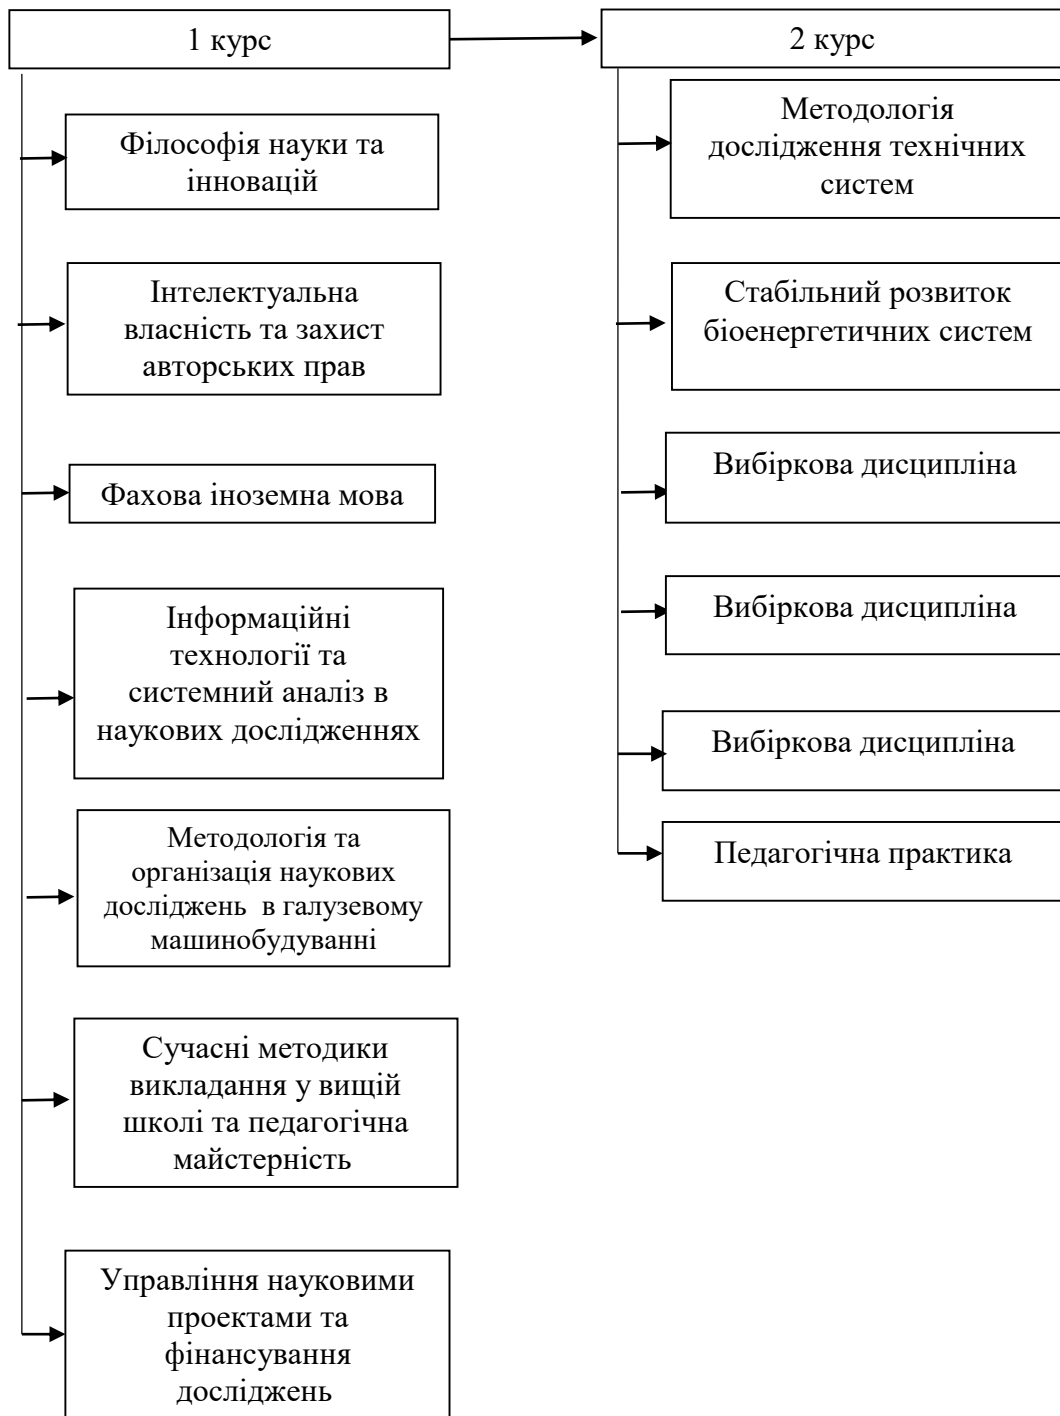 1 курс
Філософія науки та
інновацій
Інтелектуальна
власність та захист
авторських прав
Фахова іноземна мова
Інформаційні
технології та
системний аналіз в
наукових дослідженнях
Методологія та
організація наукових
досліджень в галузевому
машинобудуванні
Сучасні методики
викладання у вищій
школі та педагогічна
майстерність
Управління науковими
проектами та
фінансування
досліджень
2 курс
Методологія
дослідження технічних
систем
Стабільний розвиток
біоенергетичних систем
Вибіркова дисципліна
Вибіркова дисципліна
Вибіркова дисципліна
Педагогічна практика